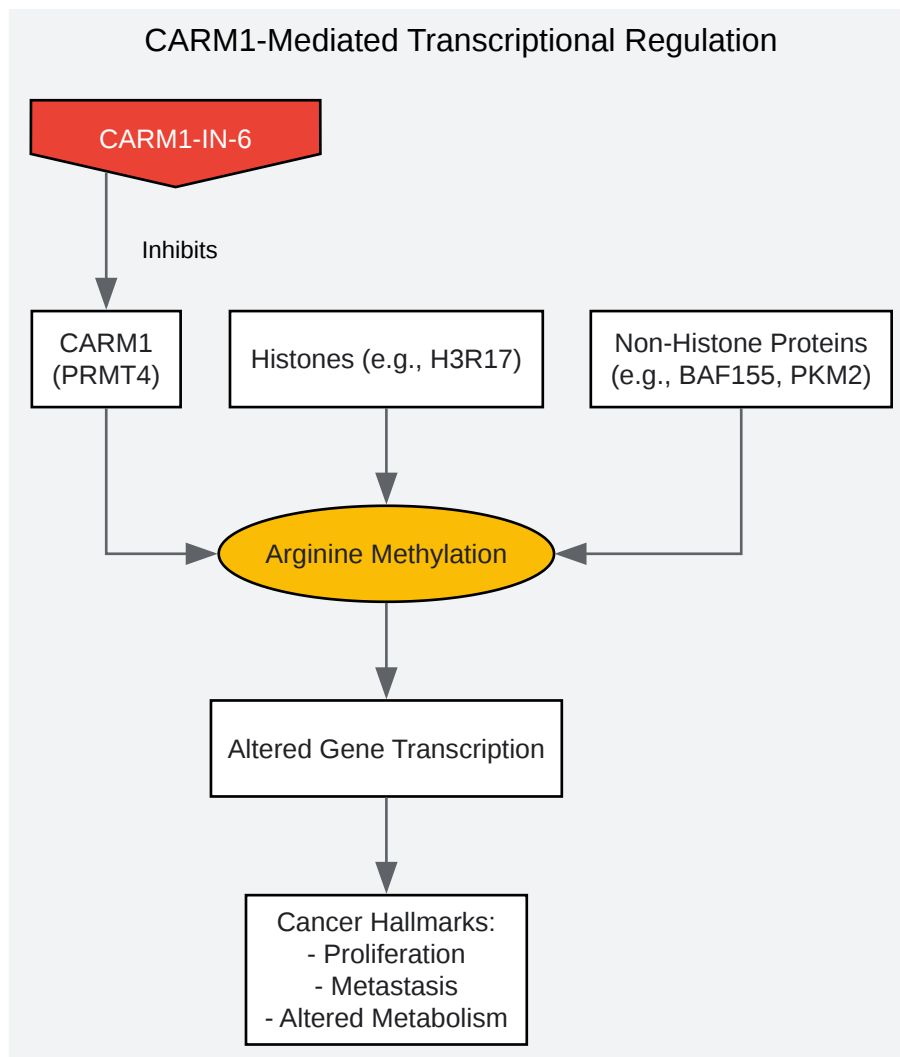 CARM1-Mediated Transcriptional Regulation
CARM1-IN-6
Inhibits
CARM1
(PRMT4)
Histones (e.g., H3R17)
Non-Histone Proteins
(e.g., BAF155, PKM2)
Arginine Methylation
Altered Gene Transcription
Cancer Hallmarks:
- Proliferation
- Metastasis
- Altered Metabolism